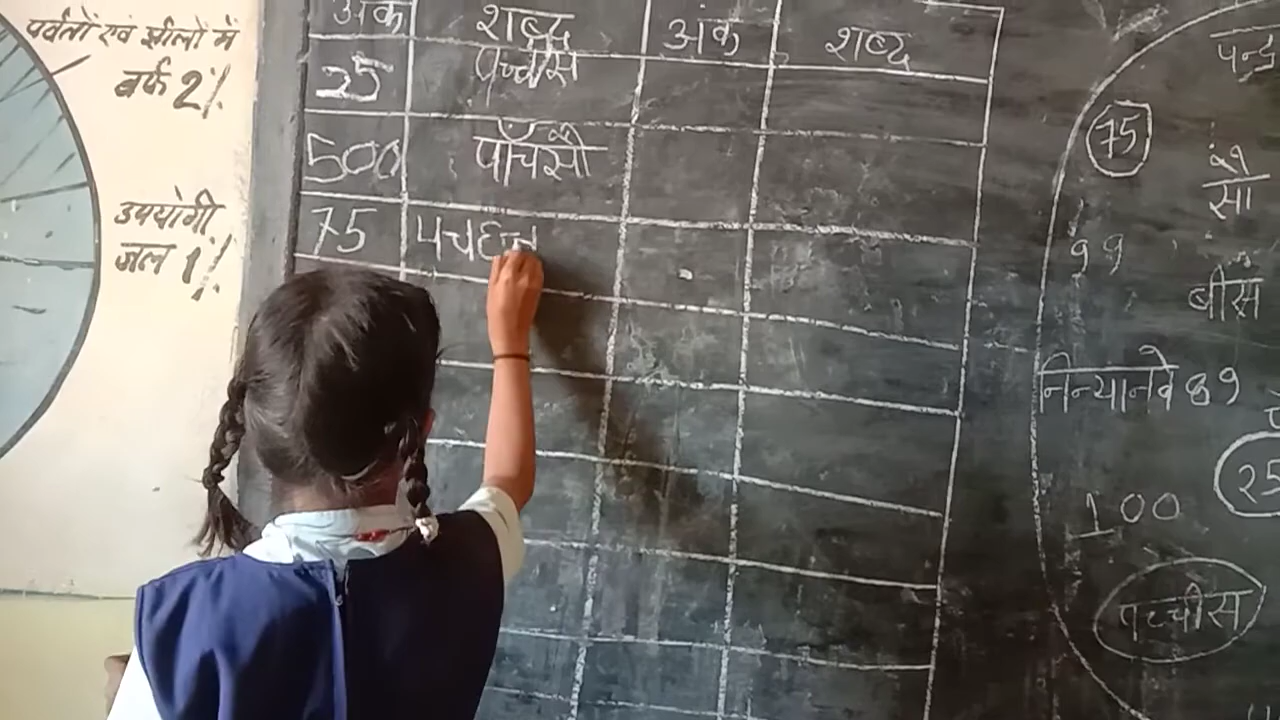 पर्वतों एवं झीलों में
बर्फ 2%
उपयोगी
जल 1%
अंक शब्द अंक शब्द
25 पच्चीस
500 पाँचसौ
75 पचहत
पन्द्र
75
सा
99
बीस
निन्यानवे
100
25
पच्चीस